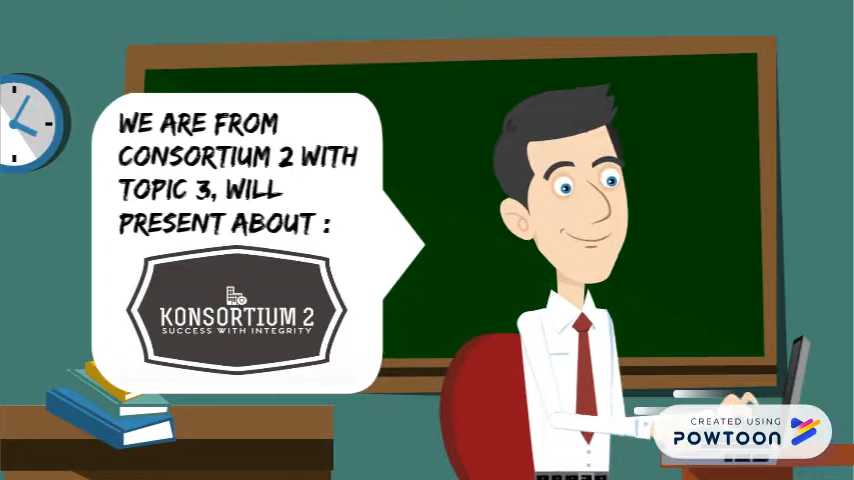 WE ARE FROM
CONSORTIUM 2 WITH
TOPIC 3, WILL
PRESENT ABOUT :
KONSORTIUM 2
SUCCESS WITH INTEGRITY
CREATED USING
POWTOON